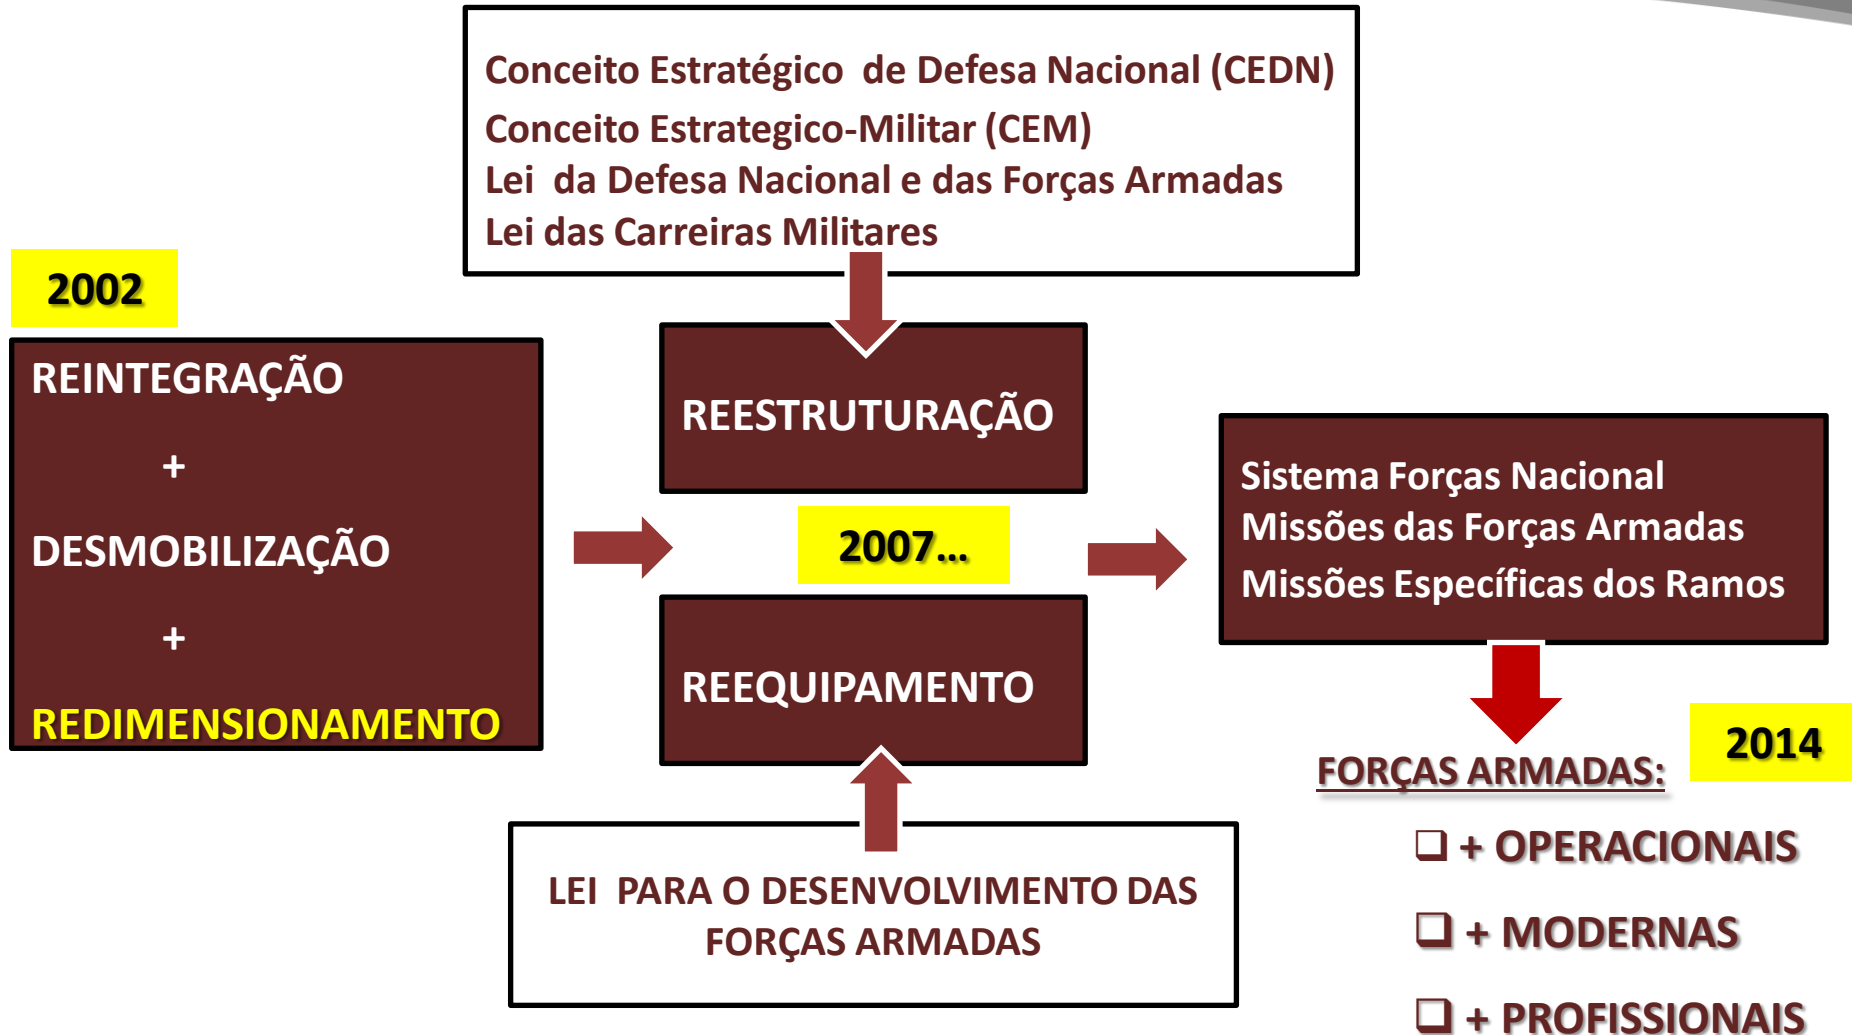 Conceito Estratégico de Defesa Nacional (CEDN)
Conceito Estrategico-Militar (CEM)
Lei da Defesa Nacional e das Forças Armadas
Lei das Carreiras Militares
2002
REINTEGRAÇÃO
+
DESMOBILIZAÇÃO
+
REDIMENSIONAMENTO
REESTRUTURAÇÃO
2007...
REEQUIPAMENTO
LEI PARA O DESENVOLVIMENTO DAS
FORÇAS ARMADAS
Sistema Forças Nacional
Missões das Forças Armadas
Missões Específicas dos Ramos
2014
FORÇAS ARMADAS:
+ OPERACIONAIS
+ MODERNAS
+ PROFISSIONAIS